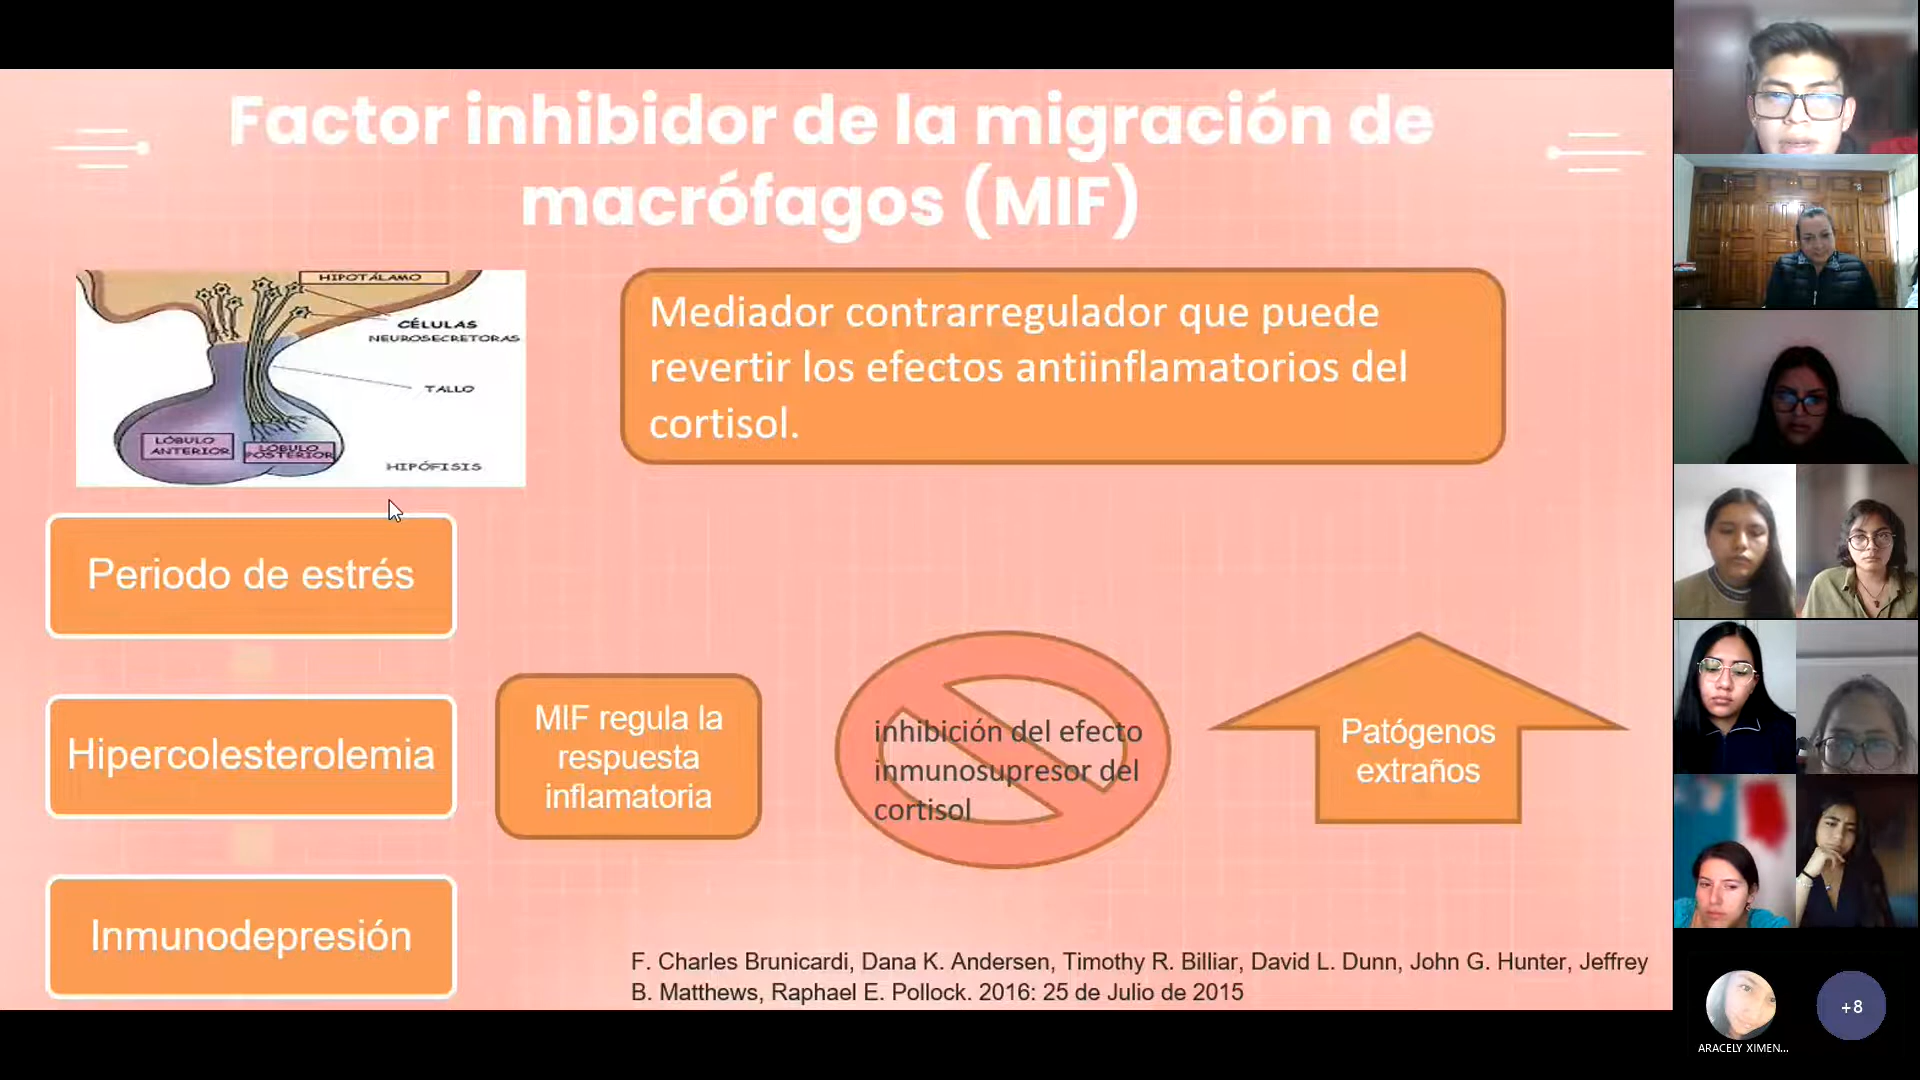 Factor inhibidor de la migración de
macrófagos (MIF)
HIPOTÁLAMO
CÉLULAS
NEUROSECRETORAS
TALLO
LÓBULO
ANTERIOR
LÓBULO
POSTERIOR
HIPÓFISIS
Mediador contrarregulador que puede
revertir los efectos antiinflamatorios del
cortisol.
Periodo de estrés
Hipercolesterolemia
Inmunodepresión
MIF regula la
respuesta
inflamatoria
inhibición del efecto
inmunosupresor del
cortisol
Patógenos
extraños
F. Charles Brunicardi, Dana K. Andersen, Timothy R. Billiar, David L. Dunn, John G. Hunter, Jeffrey
B. Matthews, Raphael E. Pollock. 2016: 25 de Julio de 2015
+8
ARACELY XIMEN...